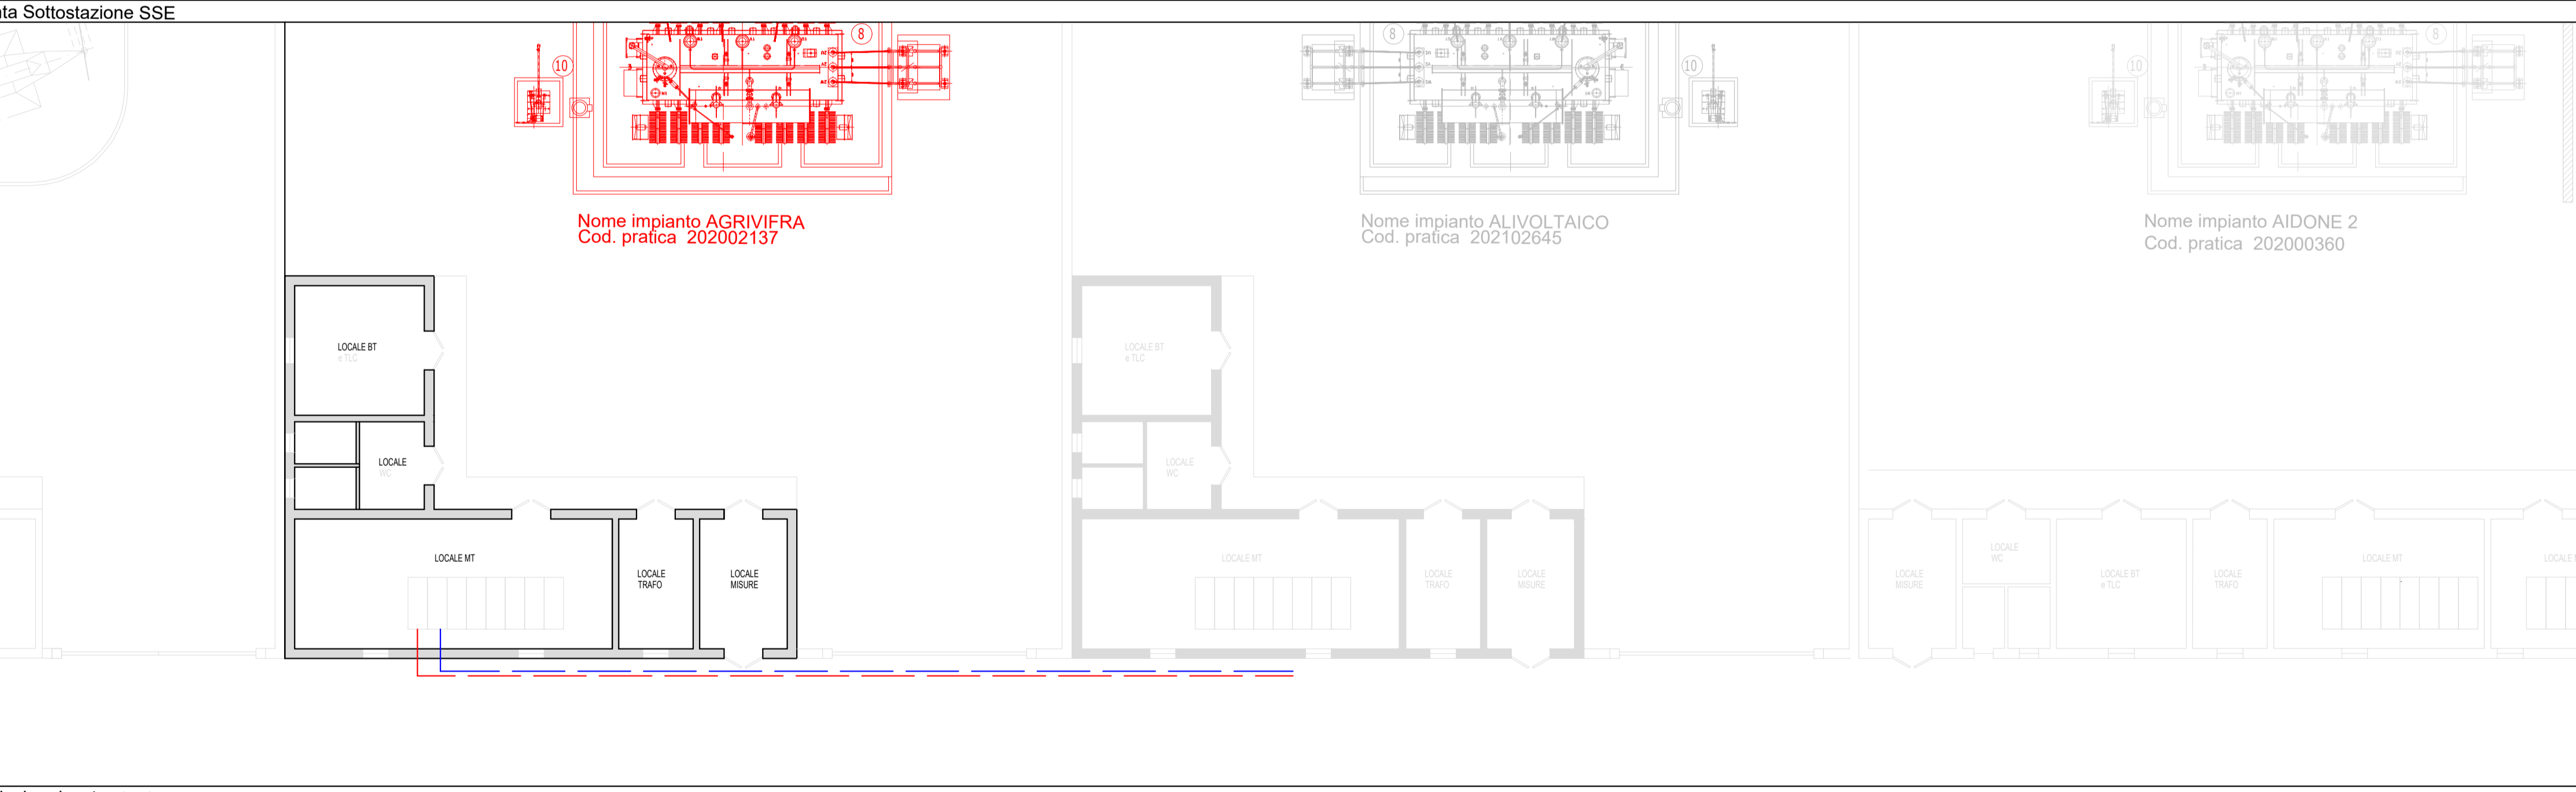 ta Sottostazione SSE
10
8
8
10
10
8
Nome impianto AGRIVIFRA
Cod. pratica 202002137
Nome impianto ALIVOLTAICO
Cod. pratica 202102645
Nome impianto AIDONE 2
Cod. pratica 202000360
LOCALE BT
e TLC
LOCALE
WC
LOCALE MT
LOCALE
TRAFO
LOCALE
MISURE
LOCALE BT
e TLC
LOCALE
WC
LOCALE MT
LOCALE
TRAFO
LOCALE
MISURE
LOCALE
MISURE
LOCALE
WC
LOCALE BT
e TLC
LOCALE
TRAFO
LOCALE MT
LOCALE